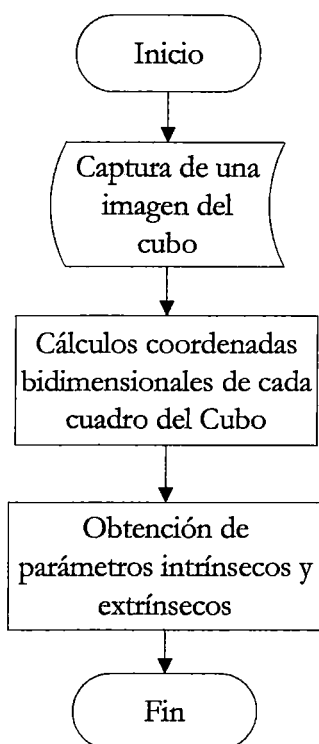 Inicio
Captura de una
imagen del
cubo
Cálculos coordenadas
bidimensionales de cada
cuadro del Cubo
Obtención de
parámetros intrínsecos y
extrínsecos
Fin